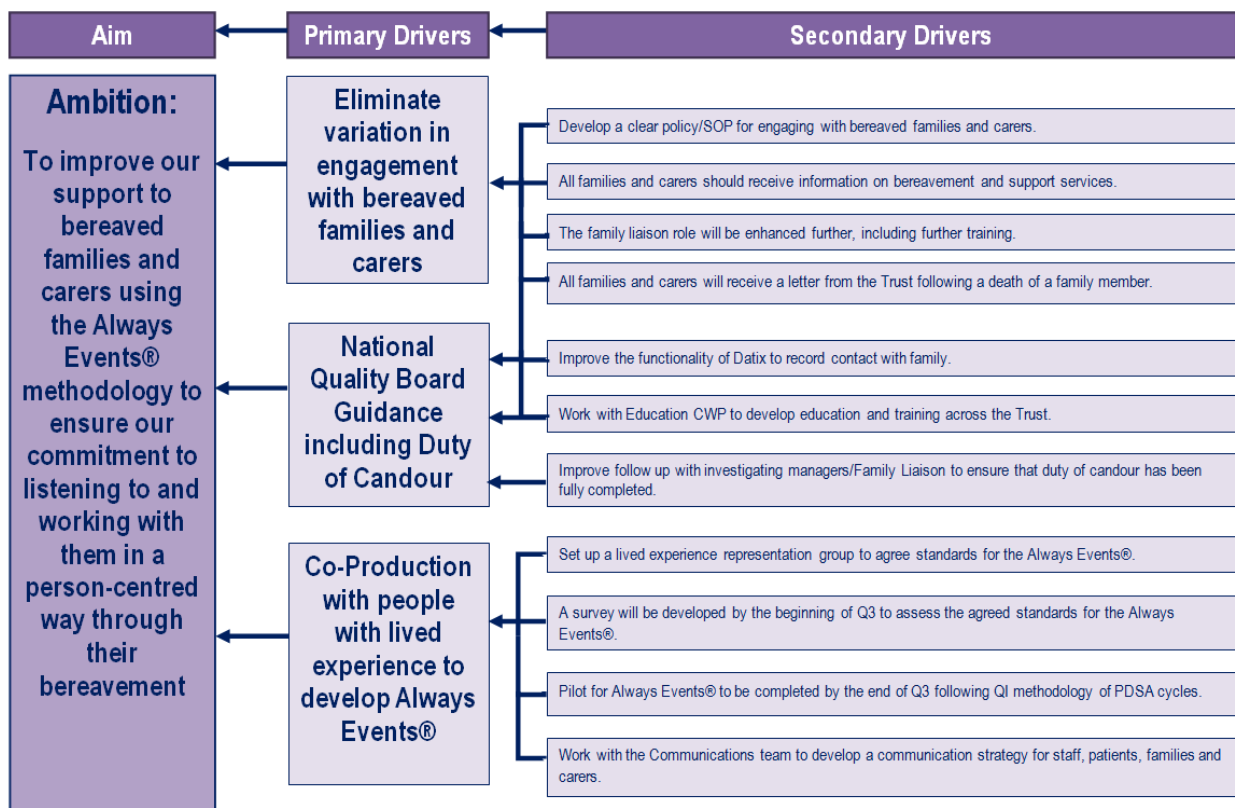 Aim
Primary Drivers
Secondary Drivers
Ambition:
To improve our
support to
bereaved
families and
carers using
the Always
Events®
methodology to
ensure our
commitment to
listening to and
working with
them in a
person-centred
way through
their
bereavement
Eliminate
variation in
engagement
with bereaved
families and
carers
National
Quality Board
Guidance
including Duty
of Candour
Co-Production
with people
with lived
experience to
develop Always
Events®
Develop a clear policy/SOP for engaging with bereaved families and carers.
All families and carers should receive information on bereavement and support services.
The family liaison role will be enhanced further, including further training.
All families and carers will receive a letter from the Trust following a death of a family member.
Improve the functionality of Datix to record contact with family.
Work with Education CWP to develop education and training across the Trust.
Improve follow up with investigating managers/Family Liaison to ensure that duty of candour has been
fully completed.
Set up a lived experience representation group to agree standards for the Always Events®.
A survey will be developed by the beginning of Q3 to assess the agreed standards for the Always
Events®.
Pilot for Always Events® to be completed by the end of Q3 following QI methodology of PDSA cycles.
Work with the Communications team to develop a communication strategy for staff, patients, families and
carers.